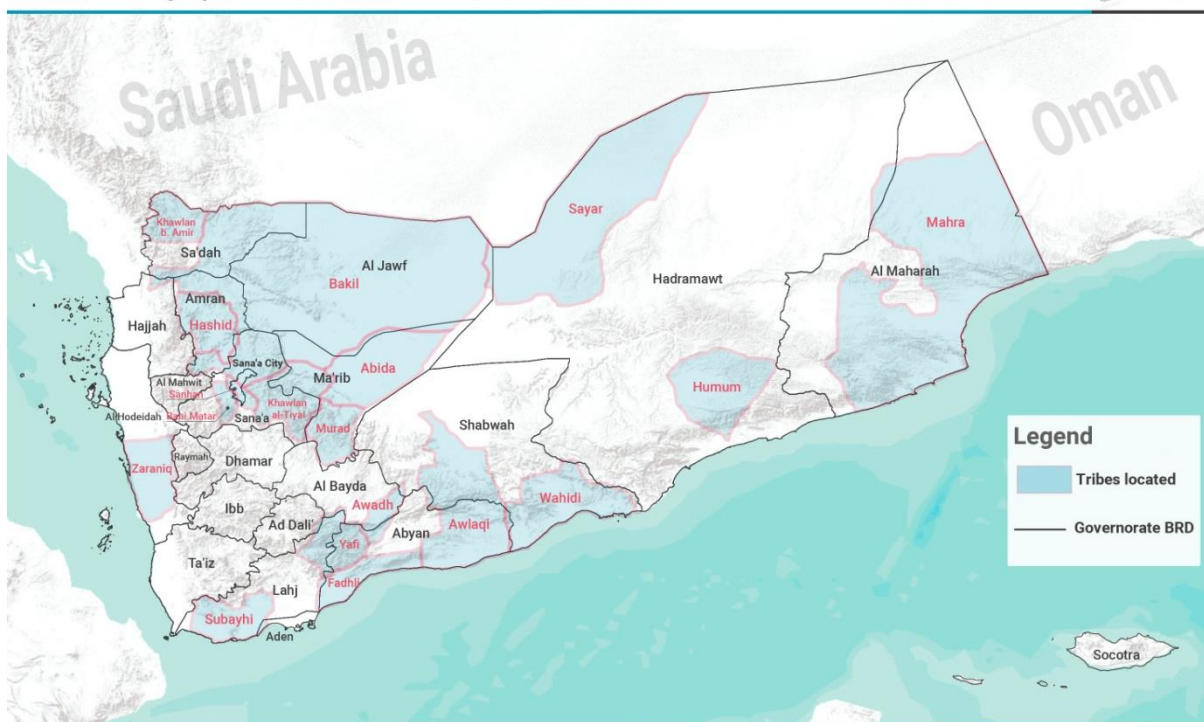 Saudi Arabia
Oman
Khawlan
b. Amir
Sa'dah
Sayar
Mahra
Al Jawf
Bakil
Hadramawt
Al Maharah
Amran
Hashid
Hajjah
Sana'a City
Abida
Ma'rib
Al Mahwit
Sanhan
Humum
Al Hodeidah
Bani Matar
Sana'a
Khawlan
al-Tiyal
Murad
Shabwah
Zaraniq
Raymah
Dhamar
Al Bayda
Awadh
Wahidi
Ibb
Ad Dali'
Abyan
Awlaqi
Yafi
Ta'iz
Lahj
Fadhli
Subayhi
Aden
Socotra
Legend
Tribes located
Governorate BRD